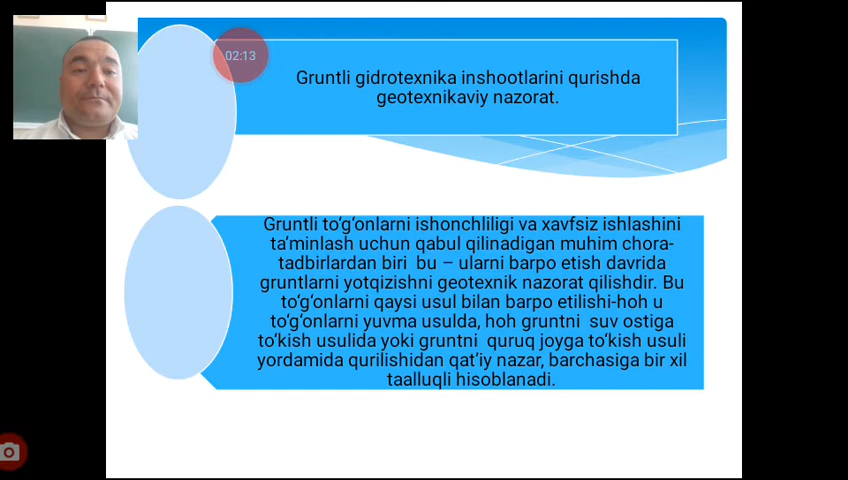 02:13
Gruntli gidrotexnika inshootlarini qurishda
geotexnikaviy nazorat.
Gruntli to‘g‘onlarni ishonchliligi va xavfsiz ishlashini
ta’minlash uchun qabul qilinadigan muhim chora-
tadbirlardan biri bu – ularni barpo etish davrida
gruntlarni yotqizishni geotexnik nazorat qilishdir. Bu
to‘g‘onlarni qaysi usul bilan barpo etilishi-hoh u
to‘g‘onlarni yuvma usulda, hoh gruntni suv ostiga
to‘kish usulida yoki gruntni quruq joyga to‘kish usuli
yordamida qurilishidan qat’iy nazar, barchasiga bir xil
taalluqli hisoblanadi.